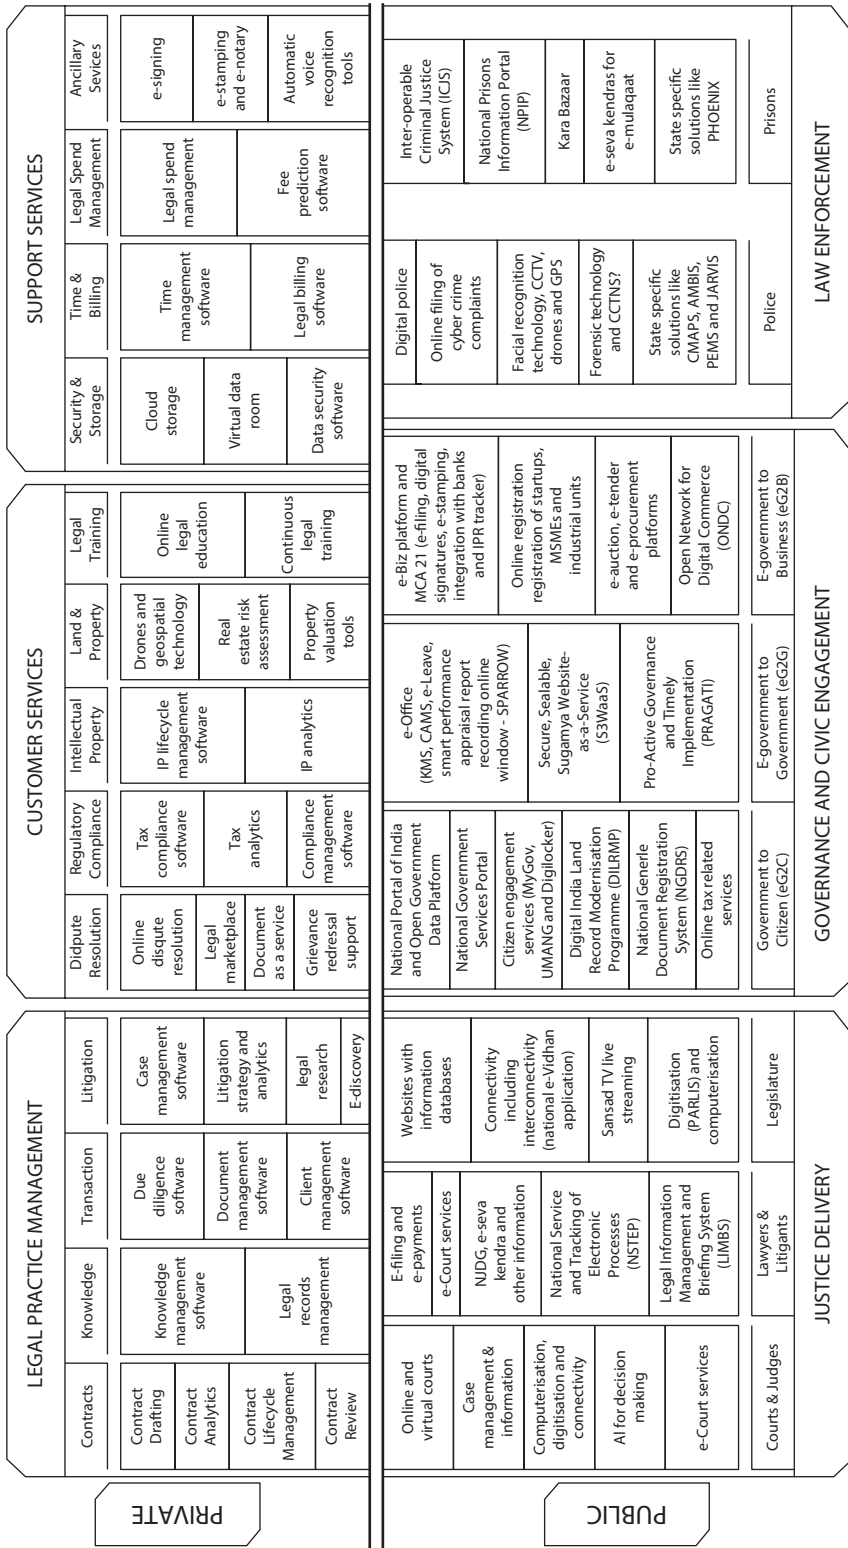 PRIVATE
LEGAL PRACTICE MANAGEMENT
Contracts
Contract
Drafting
Contract
Analytics
Contract
Lifecycle
Management
Contract
Review
Knowledge
Knowledge
management
software
Legal
records
management
Transaction
Due
diligence
software
Document
management
software
Client
management
software
Litigation
Case
management
software
Litigation
strategy and
analytics
legal
research
E-discovery
CUSTOMER SERVICES
Didpute
Resolution
Online
disqute
resolution
Legal
marketplace
Document
as a service
Grievance
redressal
support
Regulatory
Compliance
Tax
compliance
software
Tax
analytics
Compliance
management
software
Intellectual
Property
IP lifecycle
management
software
IP analytics
Land &
Property
Drones and
geospatial
technology
Real
estate risk
assessment
Property
valuation
tools
Legal
Training
Online
legal
education
Continuous
legal
training
SUPPORT SERVICES
Security &
Storage
Cloud
storage
Virtual data
room
Data security
software
Time &
Billing
Time
management
software
Legal billing
software
Legal Spend
Management
Legal spend
management
Fee
prediction
software
Ancillary
Sevices
e-signing
e-stamping
and e-notary
Automatic
voice
recognition
tools
PUBLIC
Online and
virtual courts
Case
management &
information
Computerisation,
digitisation and
connectivity
AI for decision
making
e-Court services
Courts & Judges
E-filing and
e-payments
e-Court services
NJDG, e-seva
kendra and
other information
National Service
and Tracking of
Electronic
Processes
(NSTEP)
Legal Information
Management and
Briefing System
(LIMBS)
Lawyers &
Litigants
Websites with
information
databases
Connectivity
including
interconnectivity
(national e-Vidhan
application)
Sansad TV live
streaming
Digitisation
(PARLIS) and
computerisation
Legislature
JUSTICE DELIVERY
National Portal of India
and Open Government
Data Platform
National Government
Services Portal
Citizen engagement
services (MyGov,
UMANG and Digilocker)
Digital India Land
Record Modernisation
Programme (DILRMP)
National Generle
Document Registration
System (NGDRS)
Online tax related
services
Government to
Citizen (eG2C)
e-Office
(KMS, CAMS, e-Leave,
smart performance
appraisal report
recording online
window - SPARROW)
Secure, Sealable,
Sugamya Website-
as-a-Service
(S3WaaS)
Pro-Active Governance
and Timely
Implementation
(PRAGATI)
E-government to
Government (eG2G)
e-Biz platform and
MCA 21 (e-filing, digital
signatures, e-stamping,
integration with banks
and IPR tracker)
Online registration
registration of startups,
MSMEs and
industrial units
e-auction, e-tender
and e-procurement
platforms
Open Network for
Digital Commerce
(ONDC)
E-government to
Business (eG2B)
GOVERNANCE AND CIVIC ENGAGEMENT
Digital police
Online filing of
cyber crime
complaints
Facial recognition
technology, CCTV,
drones and GPS
Forensic technology
and CCTNS?
State specific
solutions like
CMAPS, AMBIS,
PEMS and JARVIS
Police
Inter-operable
Criminal Justice
System (ICJS)
National Prisons
Information Portal
(NPIP)
Kara Bazaar
e-seva kendras for
e-mulaqaat
State specific
solutions like
PHOENIX
Prisons
LAW ENFORCEMENT